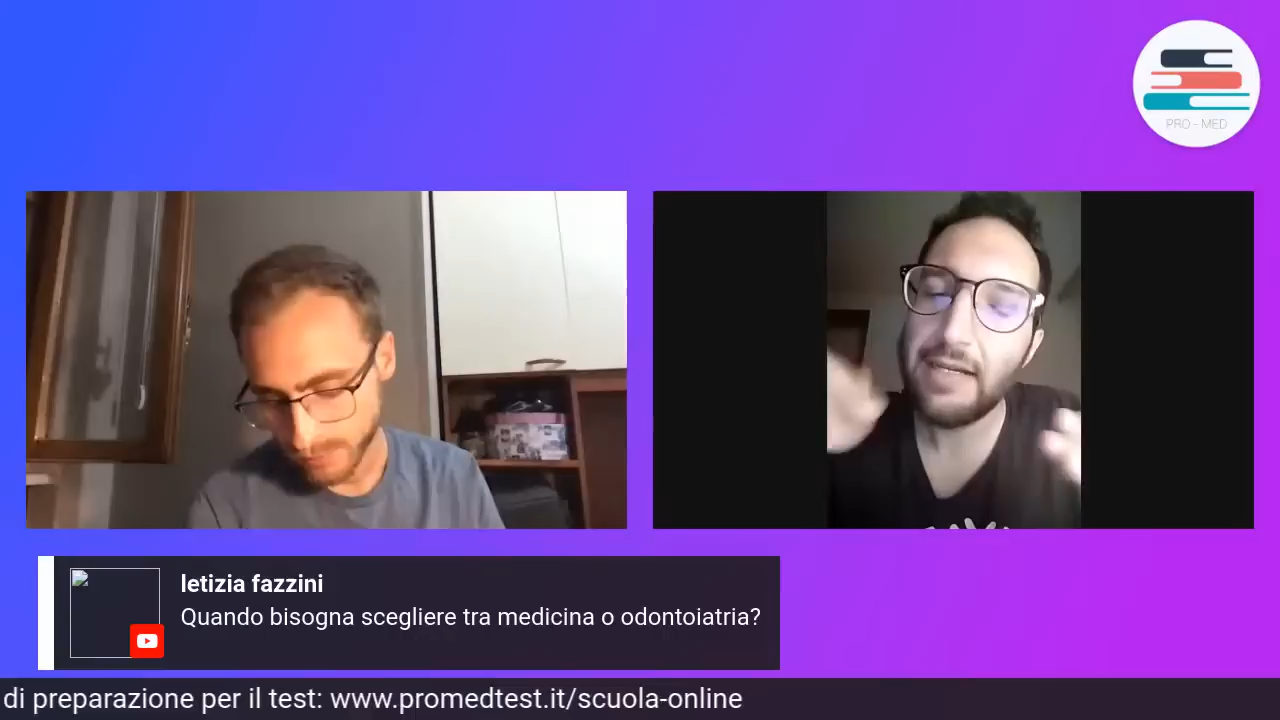 PRO - MED
letizia fazzini
Quando bisogna scegliere tra medicina o odontoiatria?
di preparazione per il test: www.promedtest.it/scuola-online